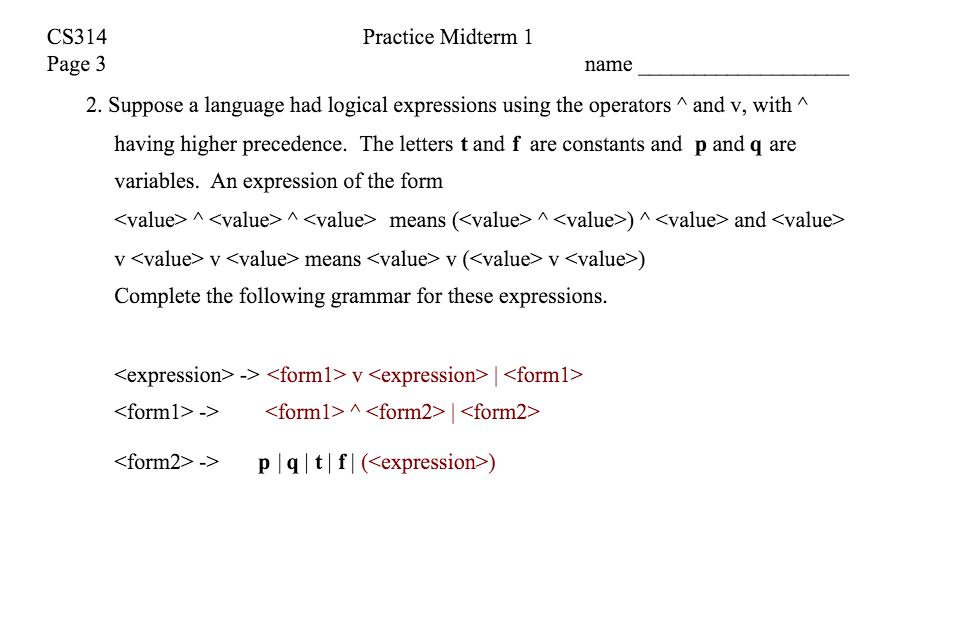 CS314 Practice Midterm 1
Page 3 name ____________________
2. Suppose a language had logical expressions using the operators ^ and v, with ^
having higher precedence. The letters t and f are constants and p and q are
variables. An expression of the form
<value> ^ <value> ^ <value> means (<value> ^ <value>) ^ <value> and <value>
v <value> v <value> means <value> v (<value> v <value>)
Complete the following grammar for these expressions.
<expression> -> <form1> v <expression> | <form1>
<form1> -> <form1> ^ <form2> | <form2>
<form2> -> p | q | t | f | (<expression>)